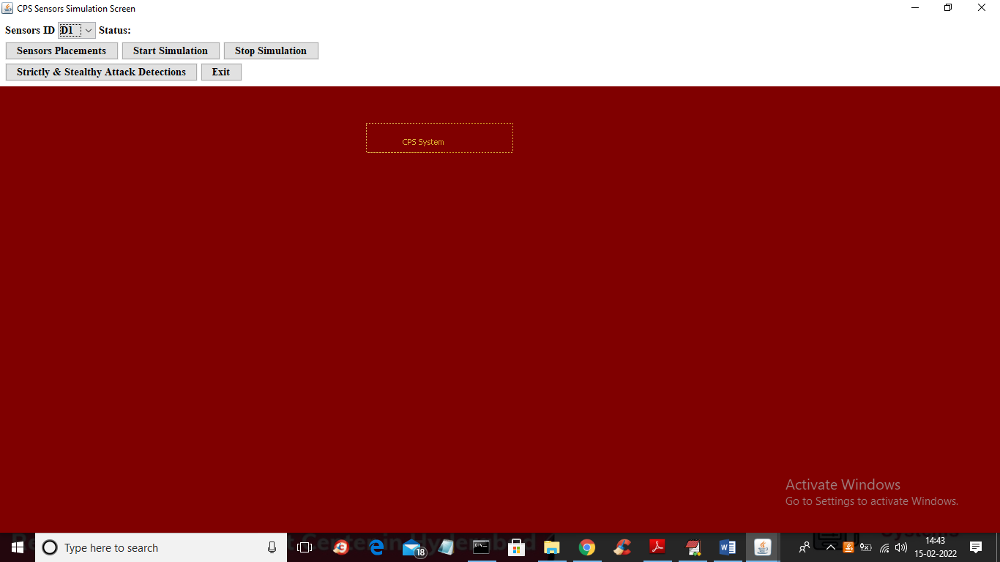 CPS Sensors Simulation Screen
Sensors ID D1 Status:
Sensors Placements Start Simulation Stop Simulation
Strictly & Stealthy Attack Detections Exit
CPS System
Activate Windows
Go to Settings to activate Windows.
Type here to search
18
14:43
15-02-2022